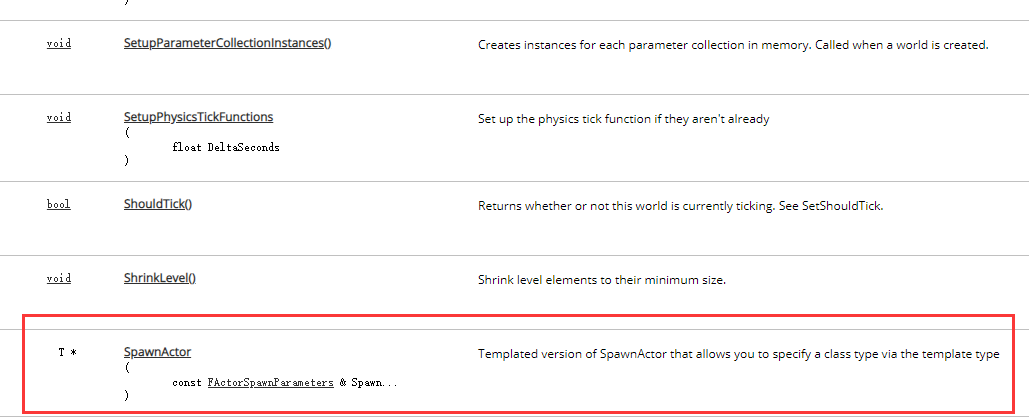 )
void SetupParameterCollectionInstances() Creates instances for each parameter collection in memory. Called when a world is created.
void SetupPhysicsTickFunctions Set up the physics tick function if they aren't already
(
float DeltaSeconds
)
bool ShouldTick() Returns whether or not this world is currently ticking. See SetShouldTick.
void ShrinkLevel() Shrink level elements to their minimum size.
T * SpawnActor Templated version of SpawnActor that allows you to specify a class type via the template type
(
const FActorSpawnParameters & Spawn...
)